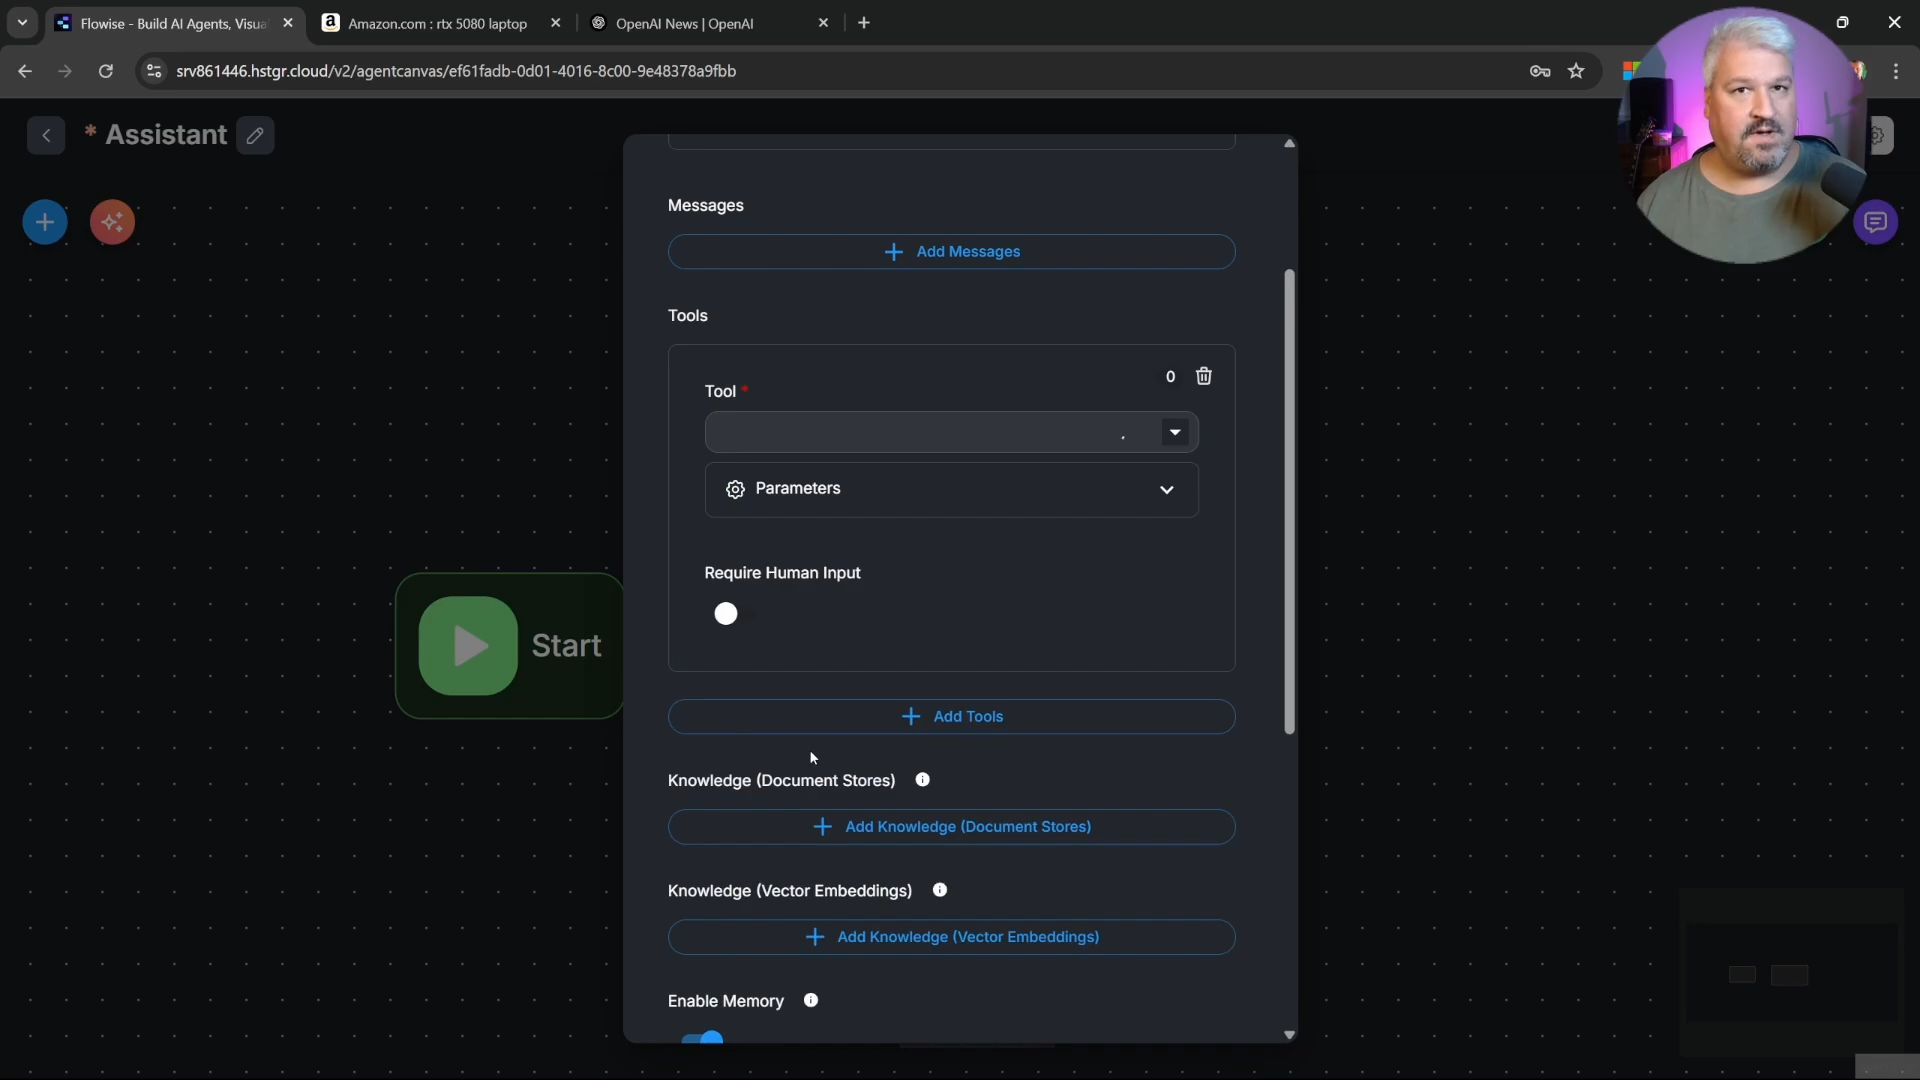 Flowise - Build AI Agents, Visua
Amazon.com : rtx 5080 laptop
OpenAI News | OpenAI
srv861446.hstgr.cloud/v2/agentcanvas/ef61fadb-0d01-4016-8c00-9e48378a9fbb
* Assistant
Messages
Add Messages
Tools
0
Tool *
Parameters
Require Human Input
Start
Add Tools
Knowledge (Document Stores)
Add Knowledge (Document Stores)
Knowledge (Vector Embeddings)
Add Knowledge (Vector Embeddings)
Enable Memory